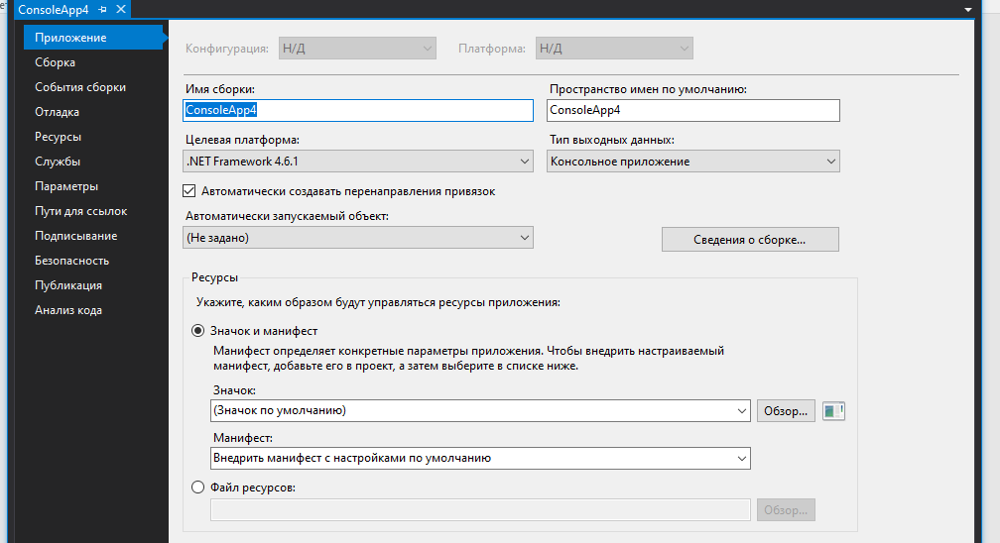 ConsoleApp4
Приложение
Сборка
События сборки
Отладка
Ресурсы
Службы
Параметры
Пути для ссылок
Подписывание
Безопасность
Публикация
Анализ кода
Конфигурация: Н/Д Платформа: Н/Д
Имя сборки: Пространство имен по умолчанию:
ConsoleApp4 ConsoleApp4
Целевая платформа: Тип выходных данных:
.NET Framework 4.6.1 Консольное приложение
Автоматически создавать перенаправления привязок
Автоматически запускаемый объект:
(Не задано) Сведения о сборке...
Ресурсы
Укажите, каким образом будут управляться ресурсы приложения:
Значок и манифест
Манифест определяет конкретные параметры приложения. Чтобы внедрить настраиваемый
манифест, добавьте его в проект, а затем выберите в списке ниже.
Значок:
(Значок по умолчанию) Обзор...
Манифест:
Внедрить манифест с настройками по умолчанию
Файл ресурсов:
Обзор...